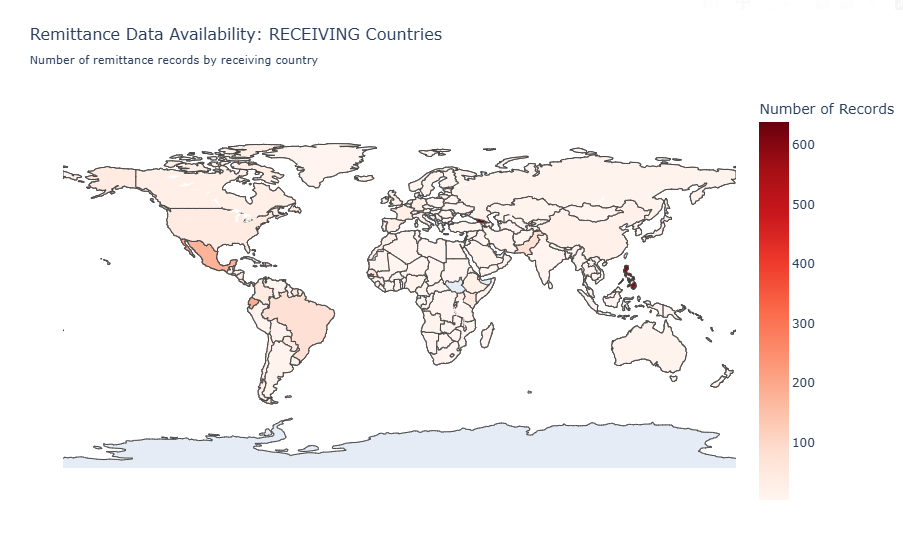 Remittance Data Availability: RECEIVING Countries
Number of remittance records by receiving country
Number of Records
600
500
400
300
200
100